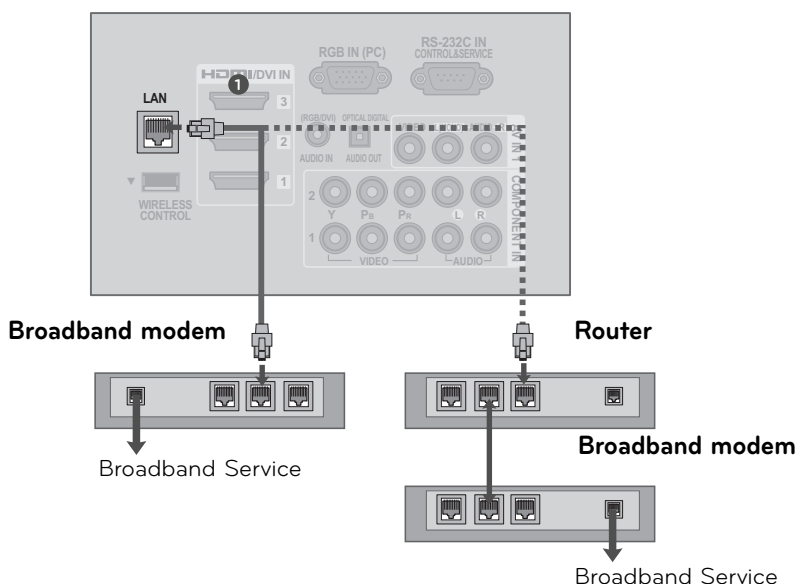 RGB IN (PC)
RS-232C IN
CONTROL&SERVICE
HDMI/DVI IN
1
LAN
3
(RGB/DVI)
OPTICAL DIGITAL
VIDEO
AUDIO
R
AV IN 1
2
AUDIO IN
AUDIO OUT
1
WIRELESS
CONTROL
2
Y
PB
PR
L
R
COMPONENT IN
1
VIDEO
AUDIO
Broadband modem
Router
Broadband Service
Broadband modem
Broadband Service